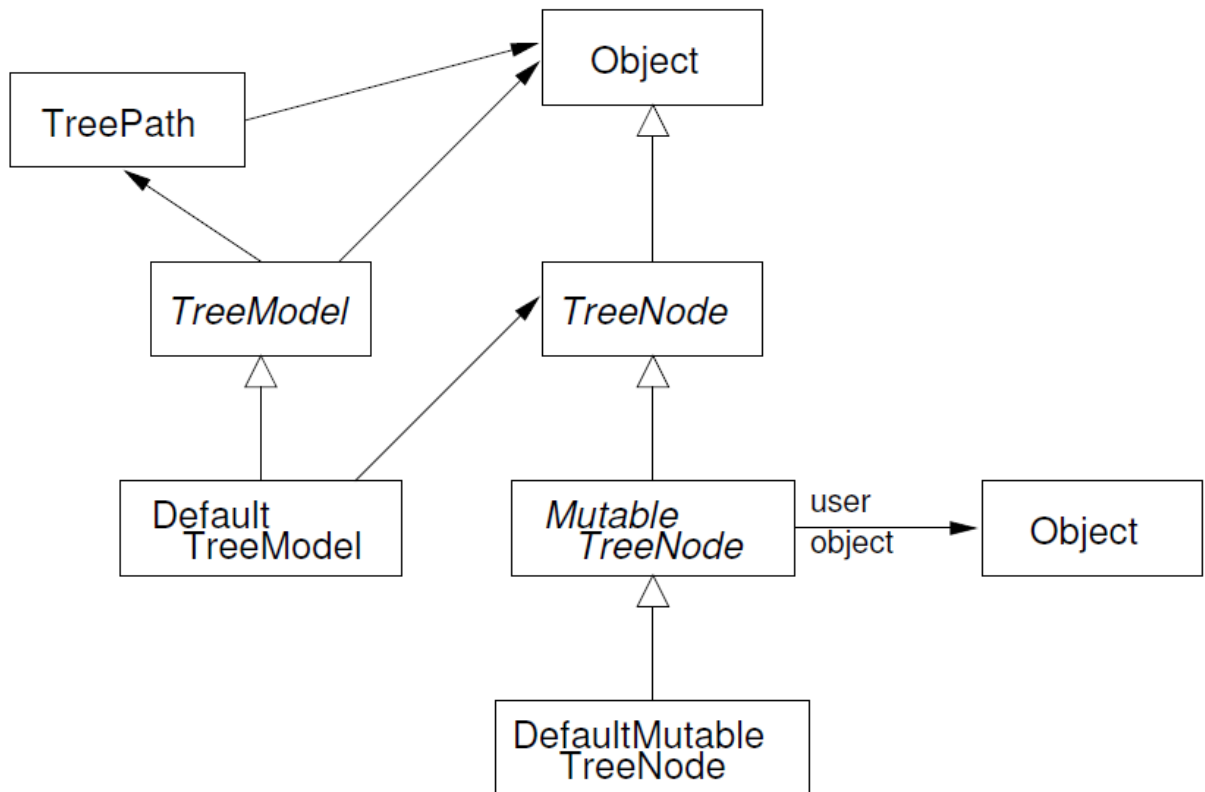 Object
TreePath
TreeModel
TreeNode
Default
TreeModel
Mutable
TreeNode
user
object
Object
DefaultMutable
TreeNode